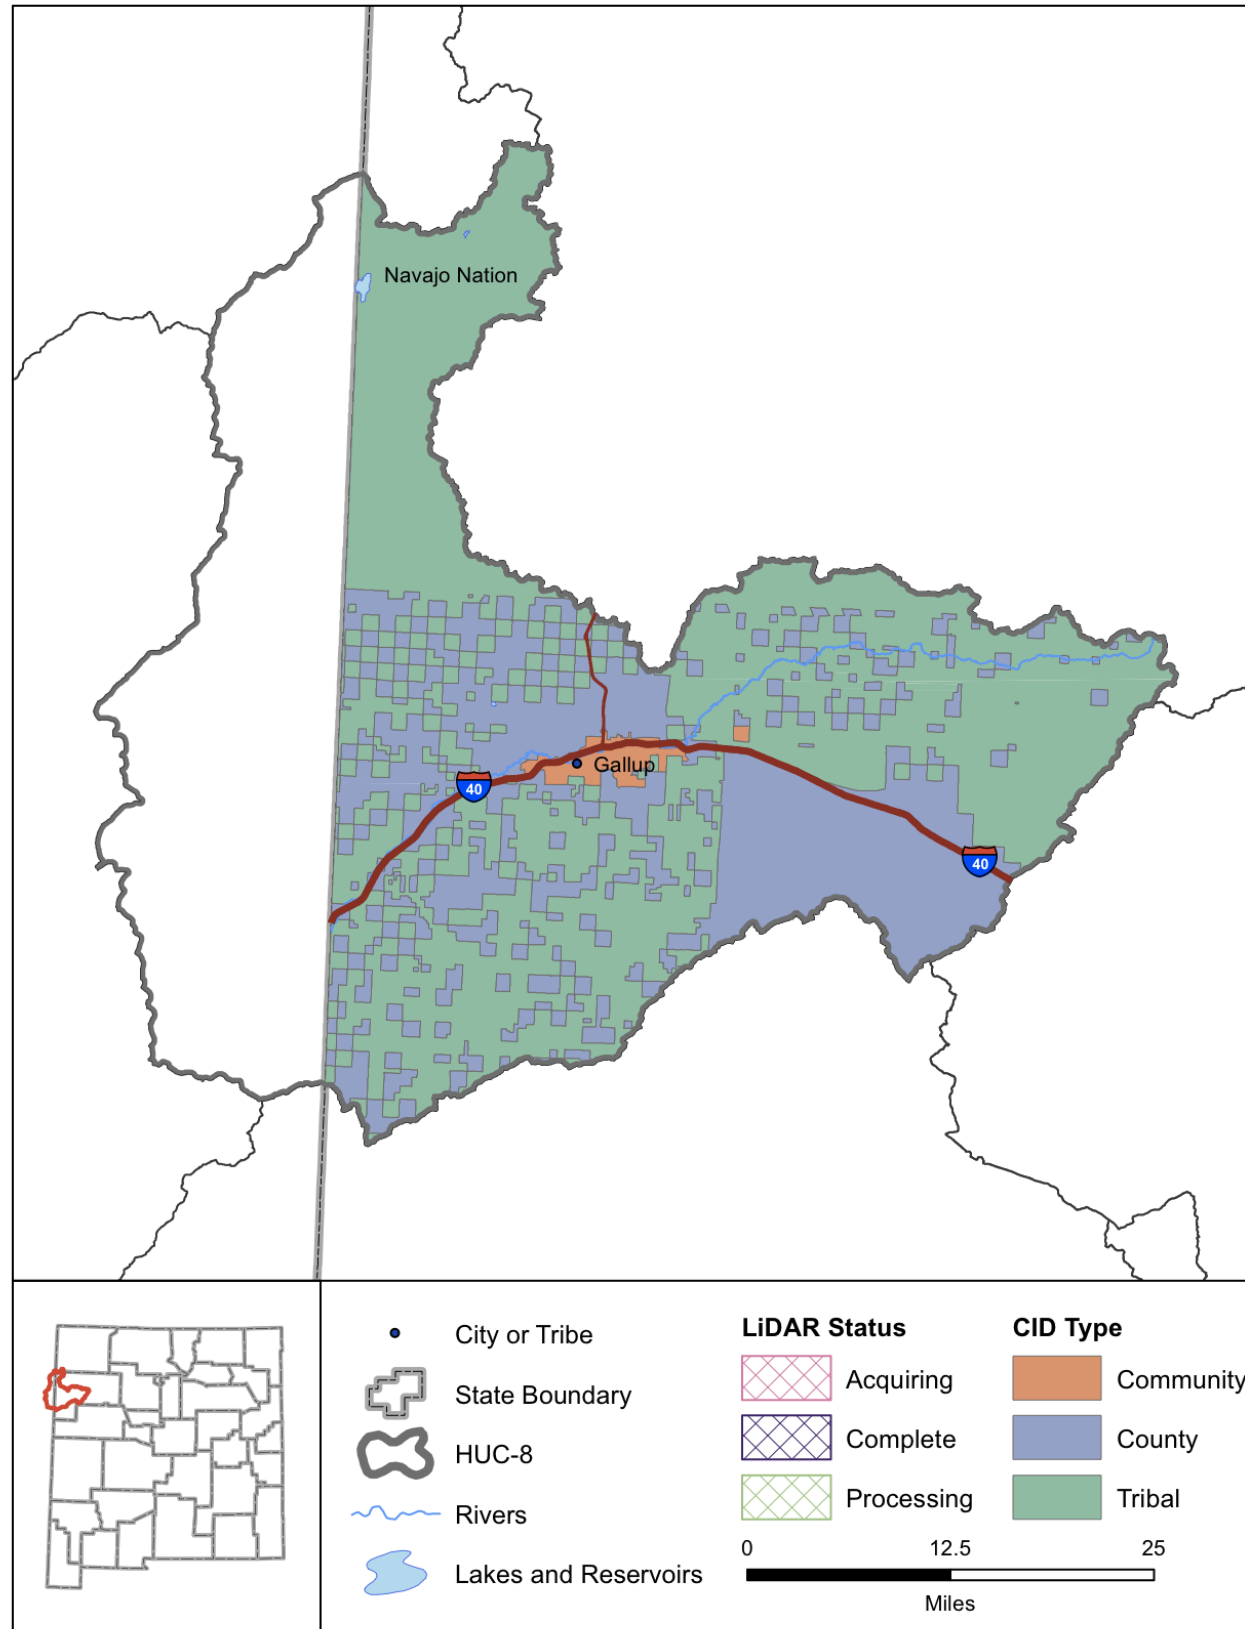 Navajo Nation
Gallup
40
40
City or Tribe
State Boundary
HUC-8
Rivers
Lakes and Reservoirs
LiDAR Status
Acquiring
Complete
Processing
CID Type
Community
County
Tribal
0 12.5 25
Miles